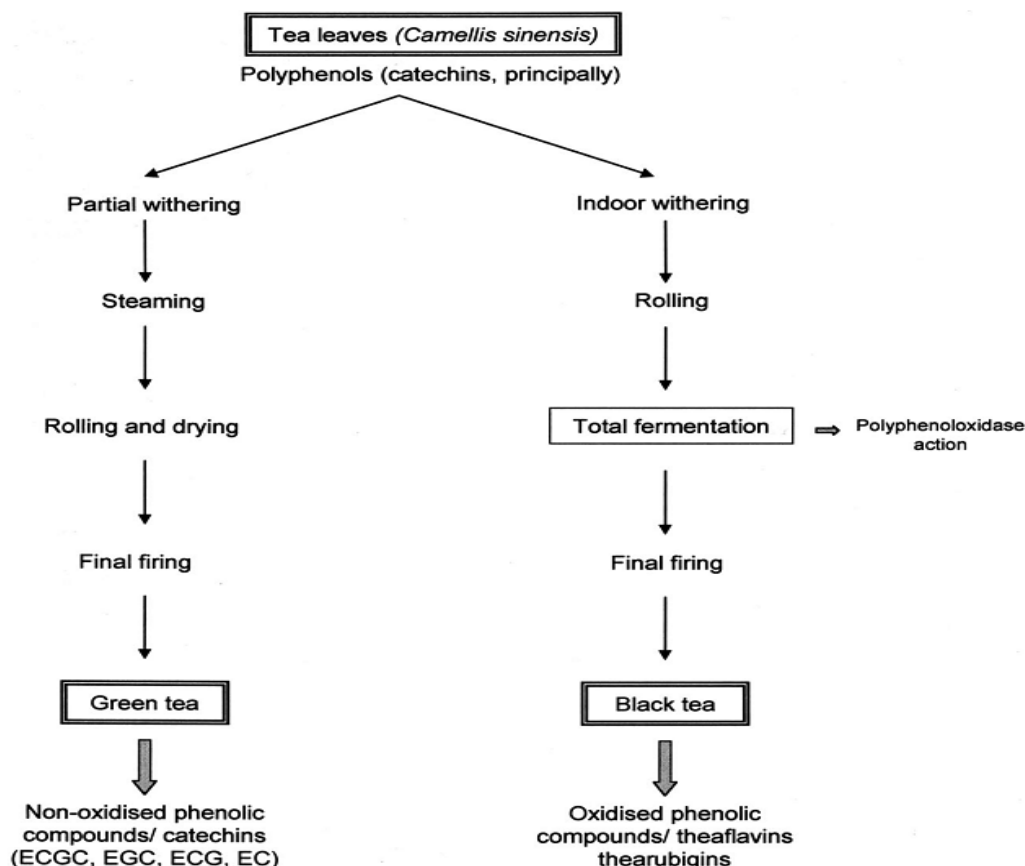 Tea leaves (Camellis sinensis)
Polyphenols (catechins, principally)
Partial withering
Indoor withering
Steaming
Rolling
Rolling and drying
Total fermentation
Polyphenoloxidase
action
Final firing
Final firing
Green tea
Black tea
Non-oxidised phenolic
compounds/ catechins
(ECGC, EGC, ECG, EC)
Oxidised phenolic
compounds/ theaflavins
thearubigins